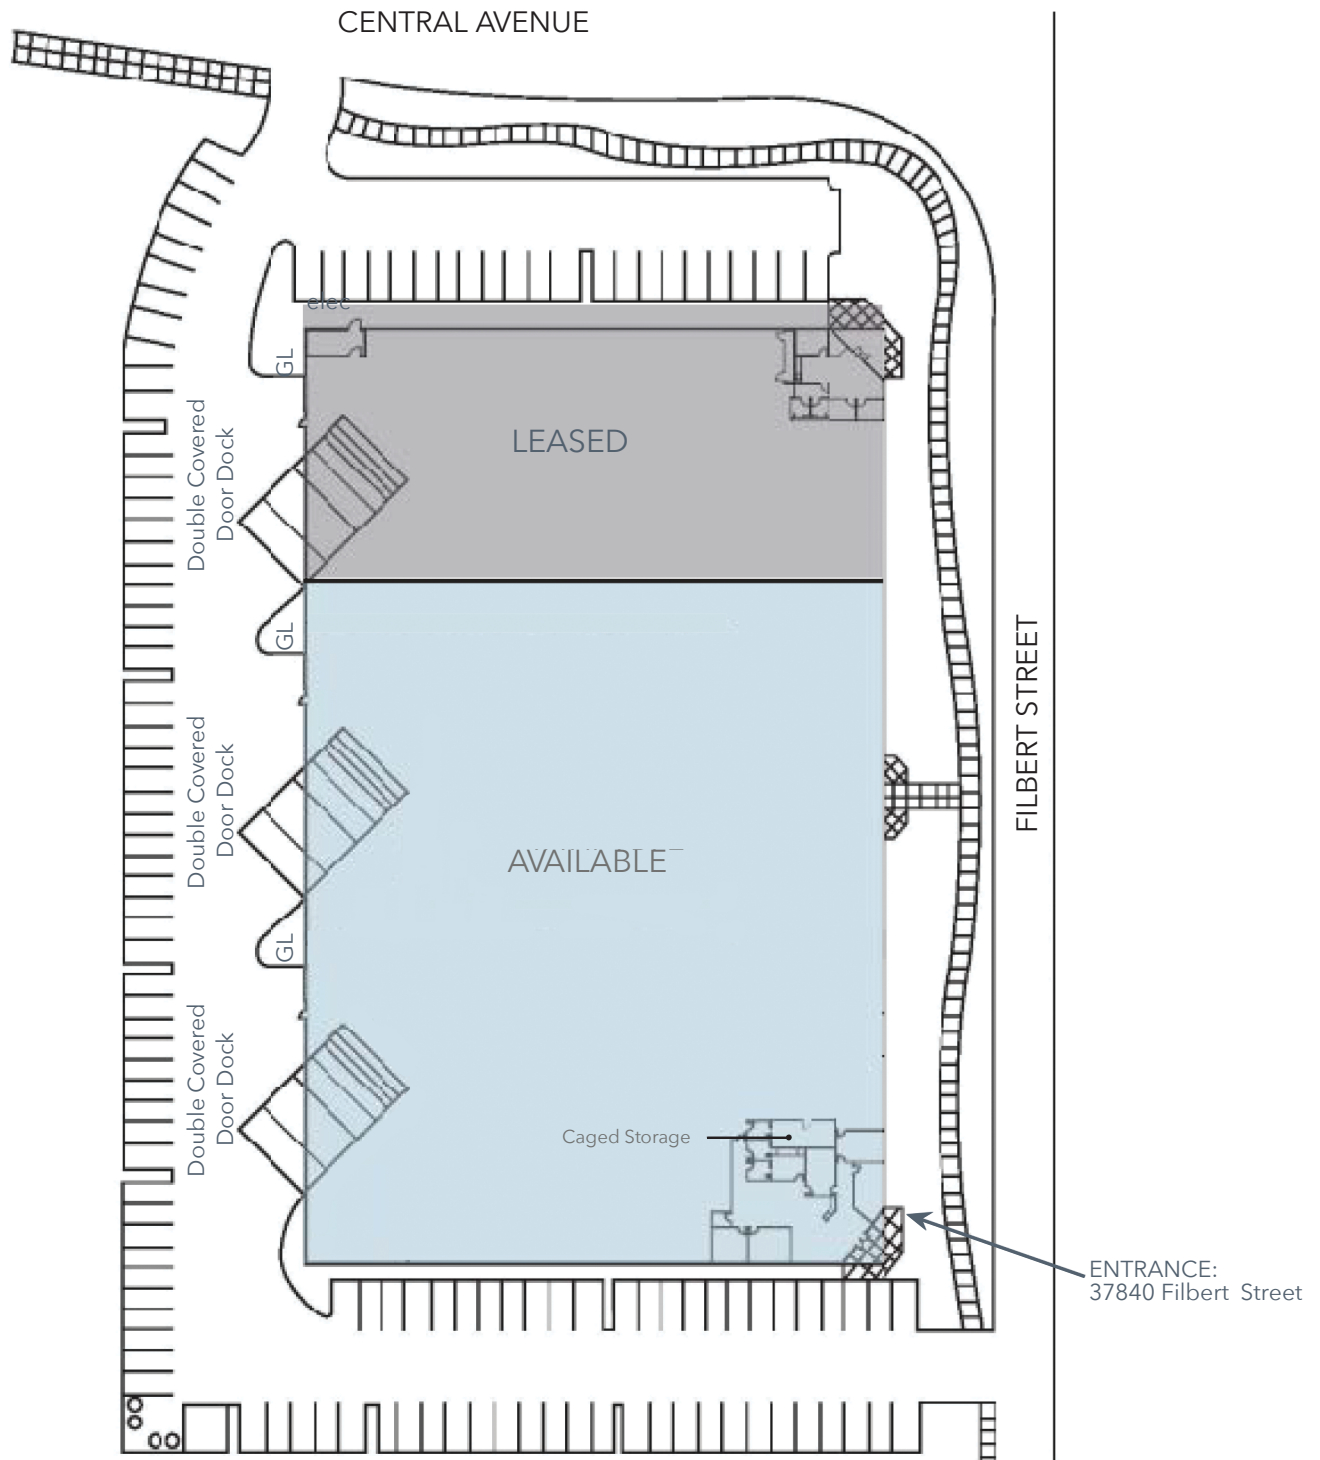 CENTRAL AVENUE
elec
GL
Double Covered
Door Dock
LEASED
GL
FILBERT STREET
Double Covered
Door Dock
AVAILABLE
GL
Double Covered
Door Dock
Caged Storage
ENTRANCE:
37840 Filbert Street